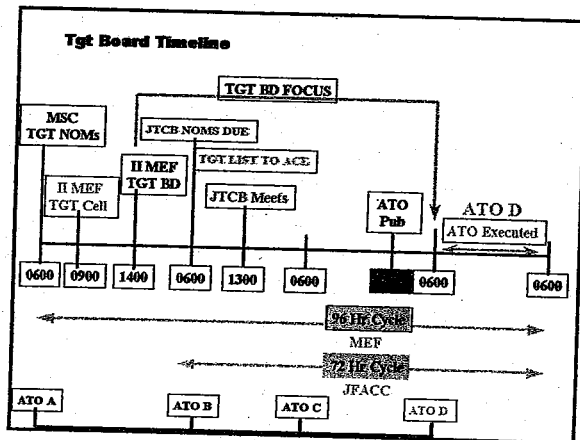 Tgt Board Timeline
TGT BD FOCUS
MSC
TGT NOMs
JTCB NOMS DUE
II MEF
TGT BD
TGT LIST TO ACE
II MEF
TGT Cell
JTCB Meets
ATO
Pub
ATO D
ATO Executed
0600
0900
1400
0600
1300
0600
0600
0600
96 Hr Cycle
MEF
72 Hr Cycle
JFACC
ATO A
ATO B
ATO C
ATO D